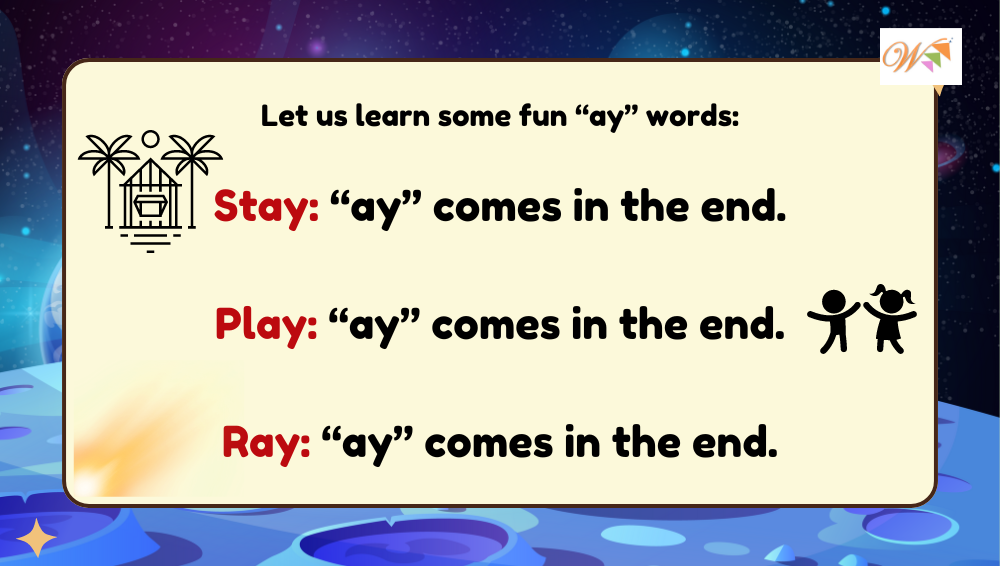 Let us learn some fun “ay” words:
Stay: “ay” comes in the end.
Play: “ay” comes in the end.
Ray: “ay” comes in the end.